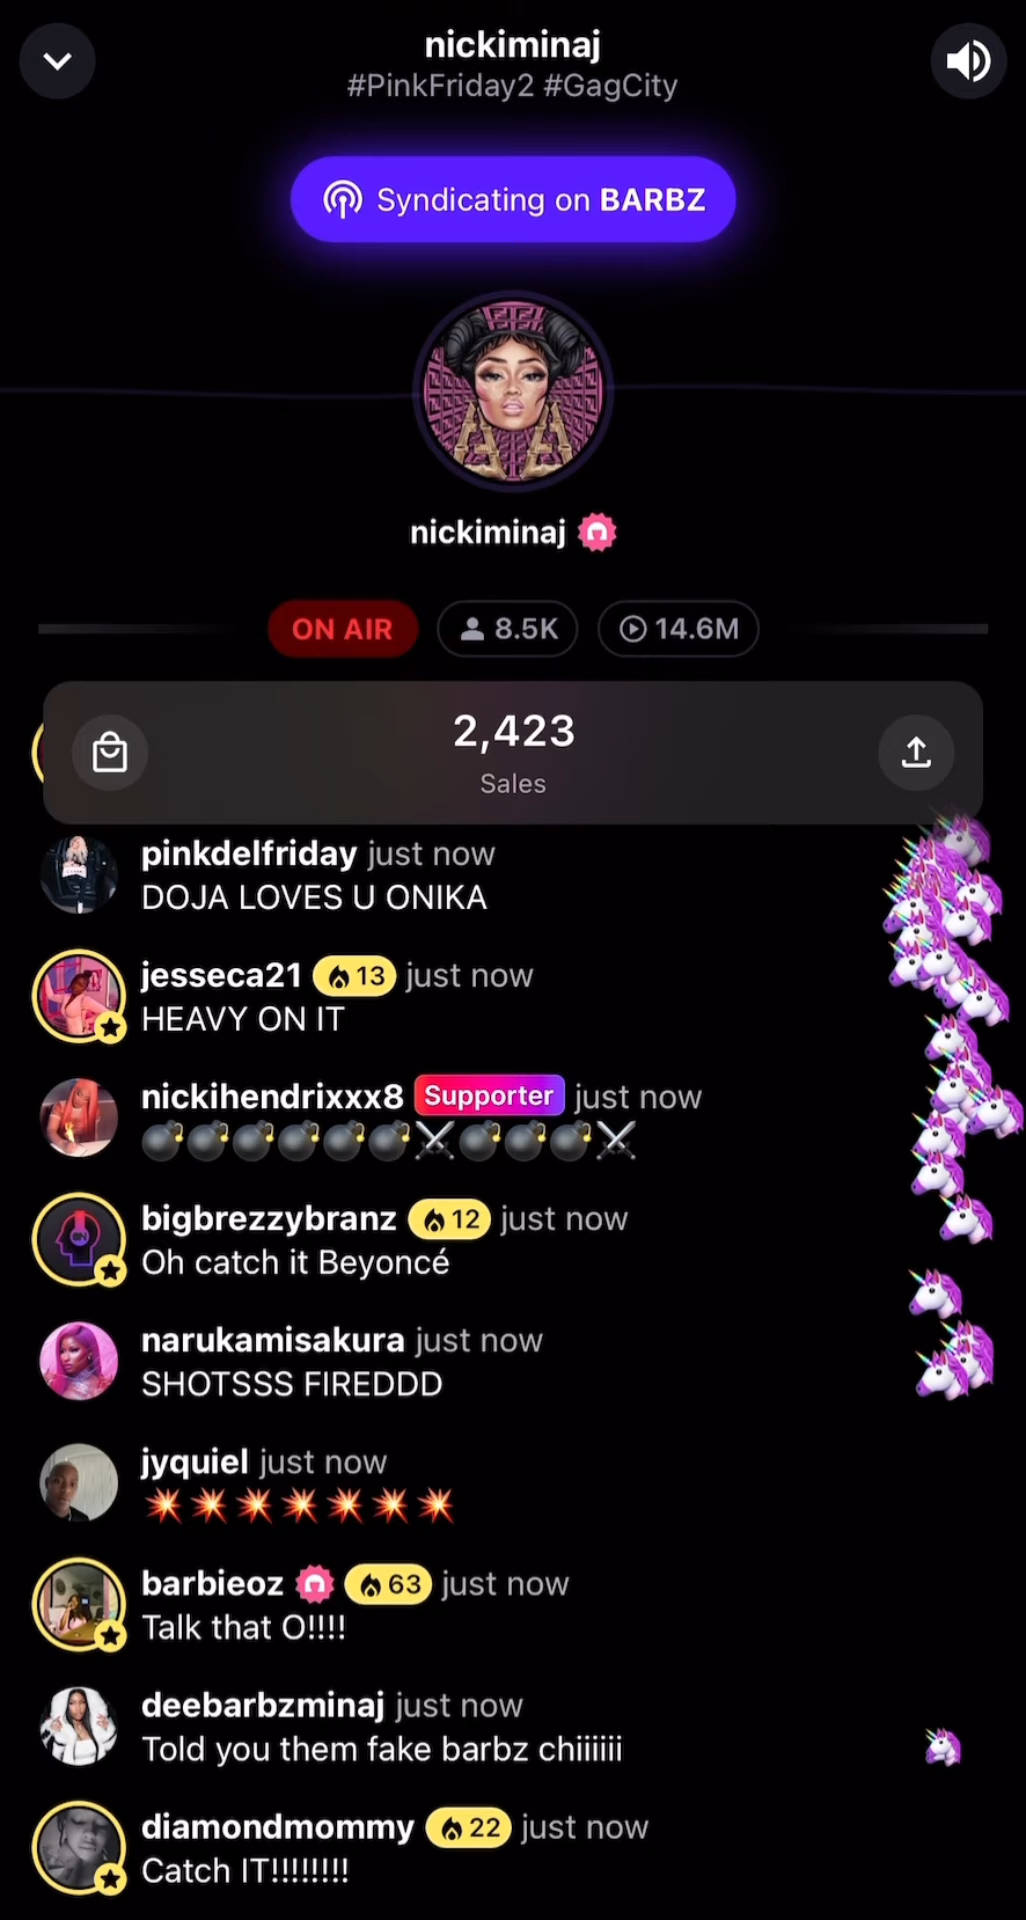 nickiminaj
#PinkFriday2 #GagCity
Syndicating on BARBZ
nickiminaj
ON AIR 8.5K 14.6M
2,423
Sales
pinkdelfriday just now
DOJA LOVES U ONIKA
jesseca21 13 just now
HEAVY ON IT
nickihendrixxx8 Supporter just now
💣💣💣💣💣💣⚔️💣💣💣⚔️
bigbrezzybranz 12 just now
Oh catch it Beyoncé
narukamisakura just now
SHOTSSS FIREDDD
jyquiel just now
💥💥💥💥💥💥💥
barbieoz 63 just now
Talk that O!!!!
deebarbzminaj just now
Told you them fake barbz chiiiiii
diamondmommy 22 just now
Catch IT!!!!!!!!